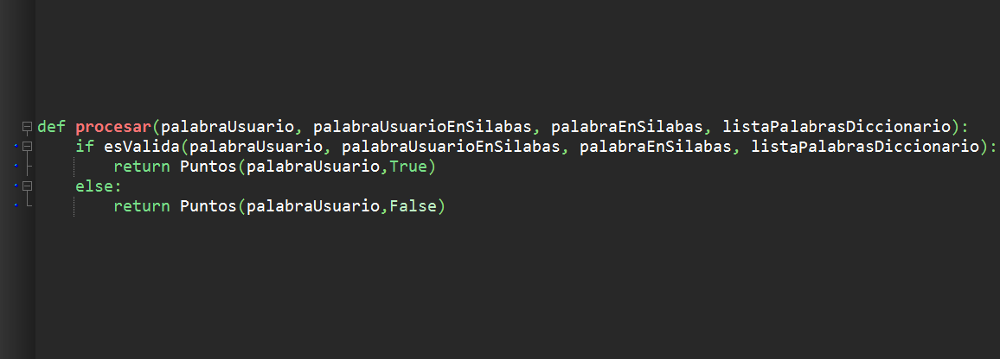 def procesar(palabraUsuario, palabraUsuarioEnSilabas, palabraEnSilabas, listaPalabrasDiccionario):
    if esValida(palabraUsuario, palabraUsuarioEnSilabas, palabraEnSilabas, listaPalabrasDiccionario):
        return Puntos(palabraUsuario,True)
    else:
        return Puntos(palabraUsuario,False)